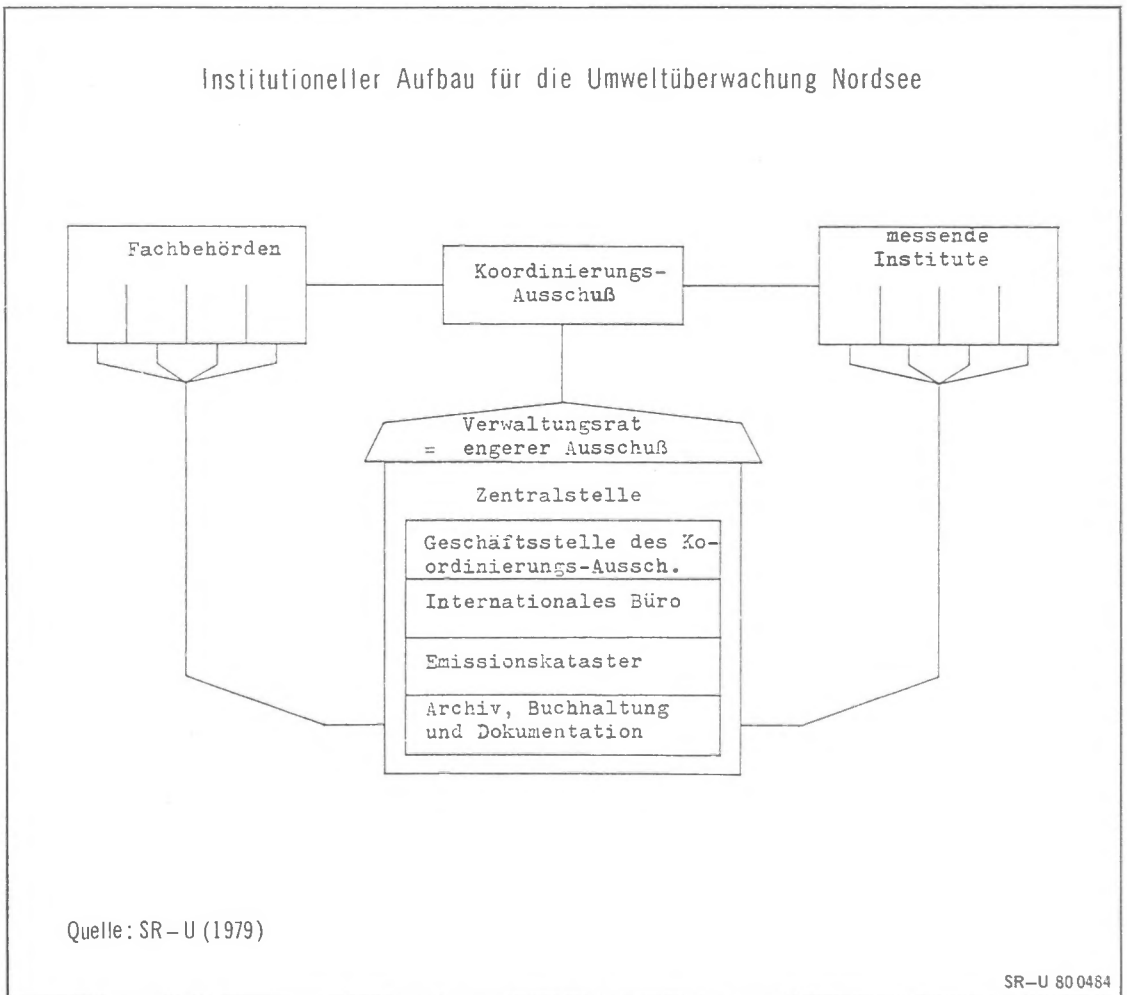 Institutioneller Aufbau für die Umweltüberwachung Nordsee
Fachbehörden
Koordinierungs-
Ausschuß
messende
Institute
Verwaltungsrat
= engerer Ausschuß
Zentralstelle
Geschäftsstelle des Ko-
ordinierungs-Aussch.
Internationales Büro
Emissionskataster
Archiv, Buchhaltung
und Dokumentation
Quelle: SR-U (1979)
SR-U 80 0484